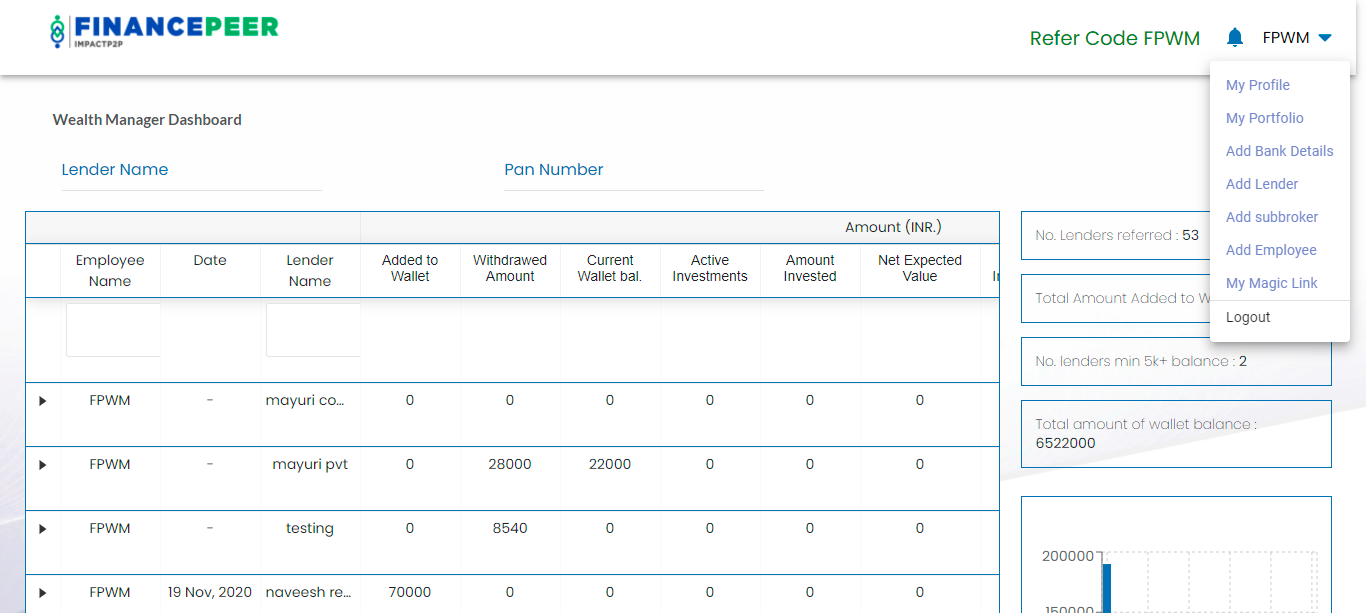 FINANCEPEER
IMPACTP2P
Refer Code FPWM
FPWM
My Profile
My Portfolio
Add Bank Details
Add Lender
Add subbroker
Add Employee
My Magic Link
Logout
Wealth Manager Dashboard
Lender Name
Pan Number
Amount (INR.)
Employee Name
Date
Lender Name
Added to Wallet
Withdrawed Amount
Current Wallet bal.
Active Investments
Amount Invested
Net Expected Value
FPWM - mayuri co... 0 0 0 0 0 0
FPWM - mayuri pvt 0 28000 22000 0 0 0
FPWM - testing 0 8540 0 0 0 0
FPWM 19 Nov, 2020 naveesh re... 70000 0 0 0 0 0
No. Lenders referred : 53
Total Amount Added to W
No. lenders min 5k+ balance : 2
Total amount of wallet balance :
6522000
200000
150000